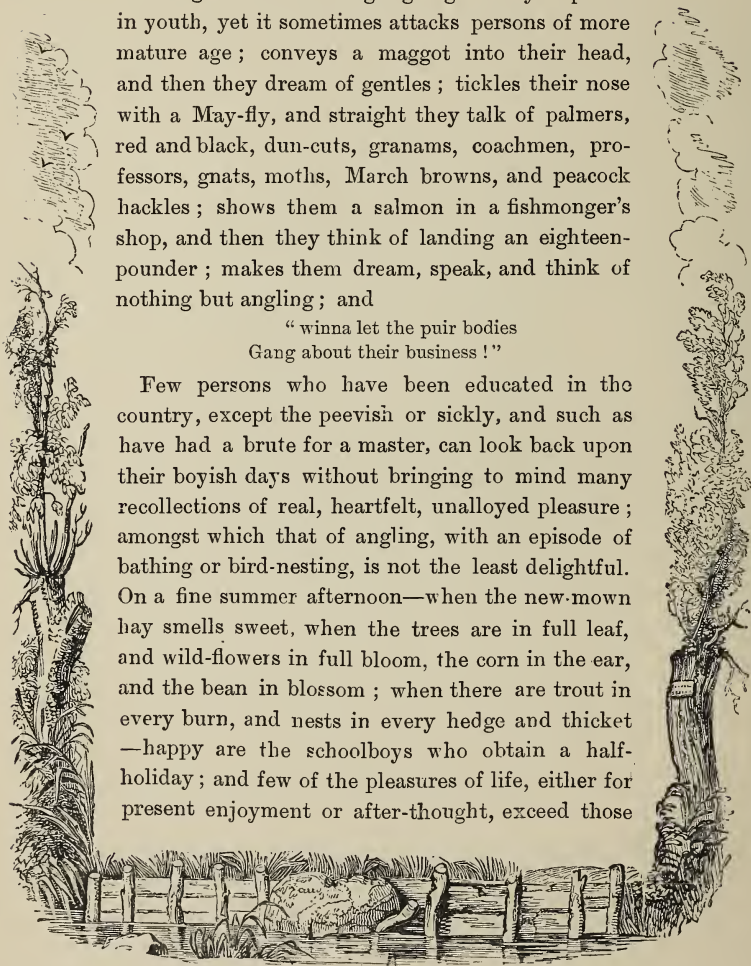 in youth, yet it sometimes attacks persons of more
mature age ; conveys a maggot into their head,
and then they dream of gentles ; tickles their nose
with a May-fly, and straight they talk of palmers,
red and black, dun-cuts, granams, coachmen, pro-
fessors, gnats, moths, March browns, and peacock
hackles ; shows them a salmon in a fishmonger's
shop, and then they think of landing an eighteen-
pounder ; makes them dream, speak, and think of
nothing but angling ; and
“ winna let the puir bodies
Gang about their business ! ”
Few persons who have been educated in the
country, except the peevish or sickly, and such as
have had a brute for a master, can look back upon
their boyish days without bringing to mind many
recollections of real, heartfelt, unalloyed pleasure ;
amongst which that of angling, with an episode of
bathing or bird-nesting, is not the least delightful.
On a fine summer afternoon—when the new-mown
hay smells sweet, when the trees are in full leaf,
and wild-flowers in full bloom, the corn in the ear,
and the bean in blossom ; when there are trout in
every burn, and nests in every hedge and thicket
—happy are the schoolboys who obtain a half-
holiday ; and few of the pleasures of life, either for
present enjoyment or after-thought, exceed those